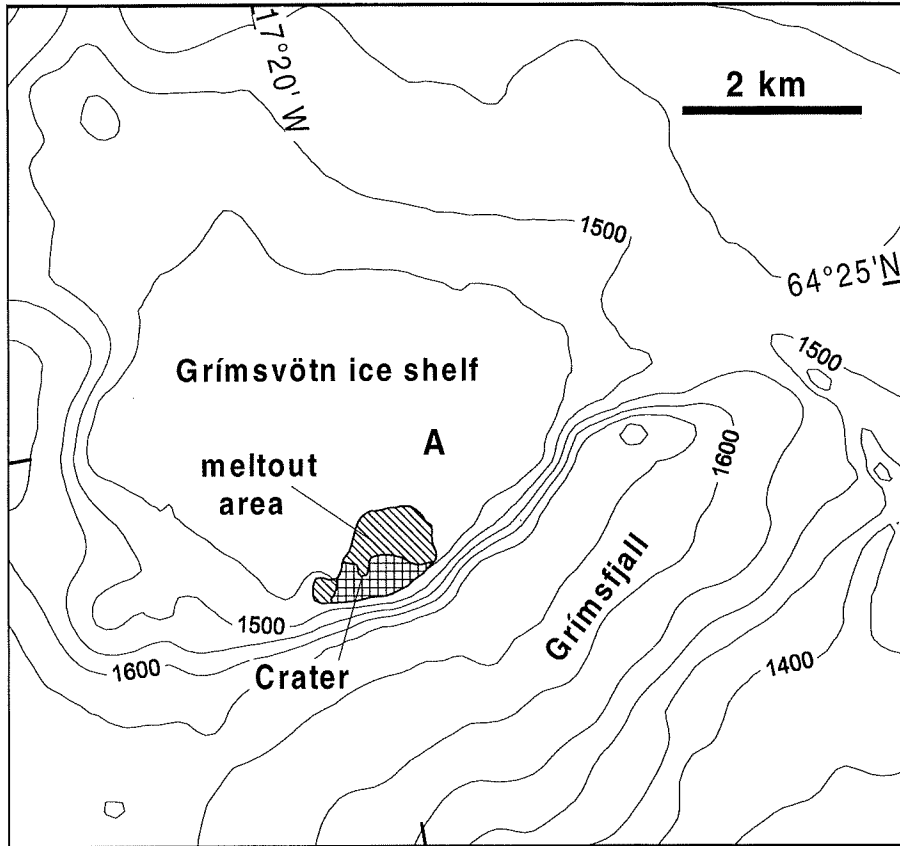 17°20' W
2 km
1500
64°25'N
1500
Grímsvötn ice shelf
A
1600
meltout
area
Grímsfjall
1500
1600
Crater
1400